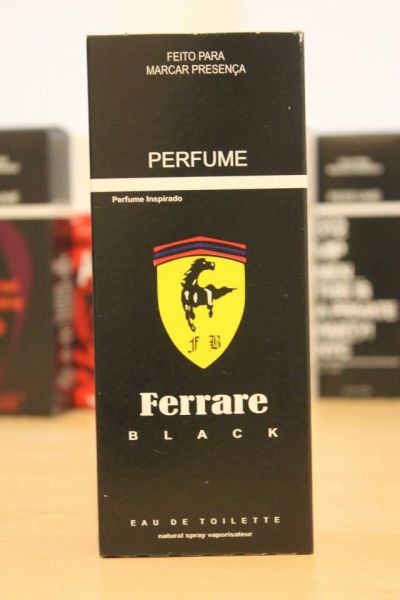 FEITO PARA
MARCAR PRESENÇA
PERFUME
Perfume Inspirado
F B
Ferrare
BLACK
EAU DE TOILETTE
natural spray vaporisateur